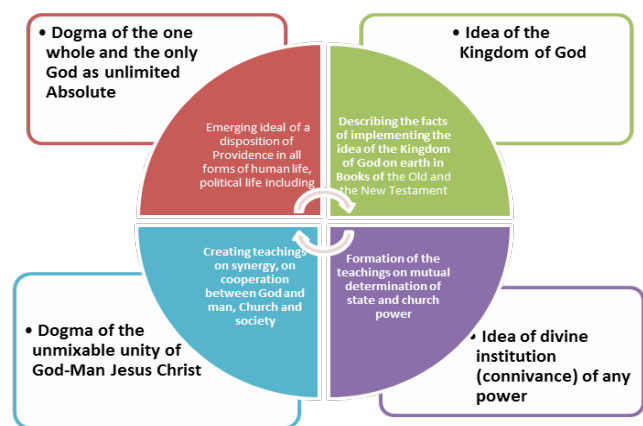 • Dogma of the one
whole and the only
God as unlimited
Absolute
• Idea of the
Kingdom of God
Emerging ideal of a
disposition of
Providence in all
forms of human life,
political life including
Describing the facts
of implementing the
idea of the Kingdom
of God on earth in
Books of the Old and
the New Testament
Creating teachings
on synergy, on
cooperation
between God and
man, Church and
society
Formation of the
teachings on mutual
determination of
state and church
power
• Dogma of the
unmixable unity of
God-Man Jesus Christ
• Idea of divine
institution
(connivance) of any
power